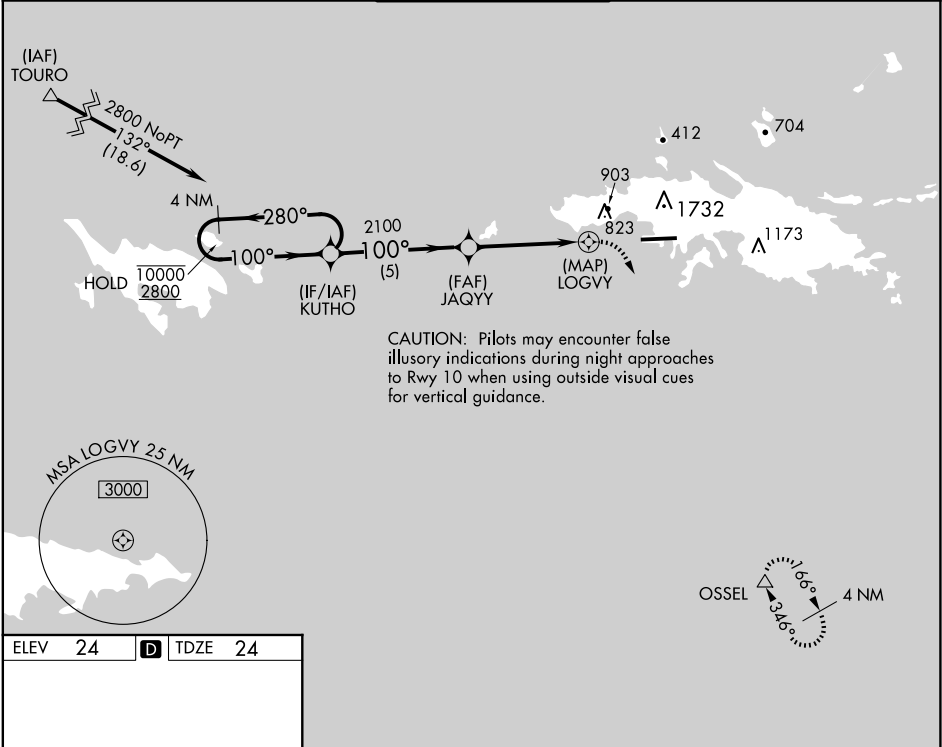 (IAF)
TOURO
2800 NoPT
132°
(18.6)
4 NM
280°
100°
HOLD
10000
2800
(IF/IAF)
KUTHO
2100
100°
(5)
(FAF)
JAQYY
(MAP)
LOGVY
903
823
412
704
1732
1173
CAUTION: Pilots may encounter false
illusory indications during night approaches
to Rwy 10 when using outside visual cues
for vertical guidance.
MSA LOGVY 25 NM
3000
OSSEL
166°
346°
4 NM
ELEV 24 D TDZE 24